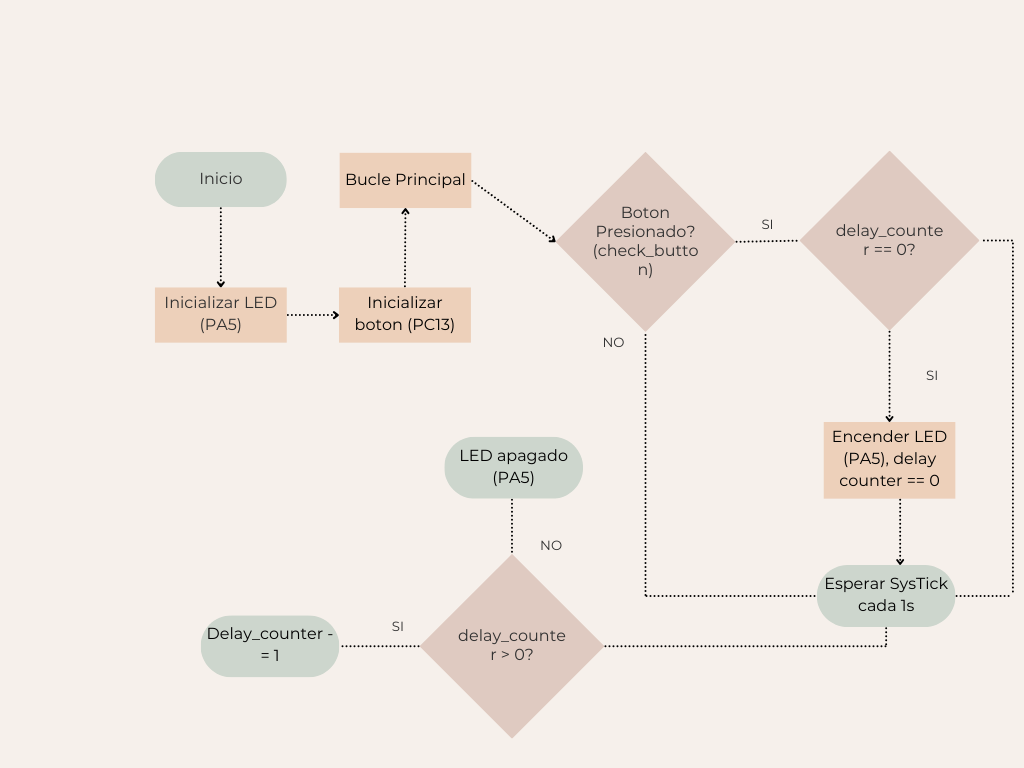 Inicio
Bucle Principal
Boton
Presionado?
(check_butto
n)
SI
delay_counte
r == 0?
Inicializar LED
(PA5)
Inicializar
boton (PC13)
NO
SI
Encender LED
(PA5), delay
counter == 0
LED apagado
(PA5)
NO
Esperar SysTick
cada 1s
Delay_counter -
= 1
SI
delay_counte
r > 0?